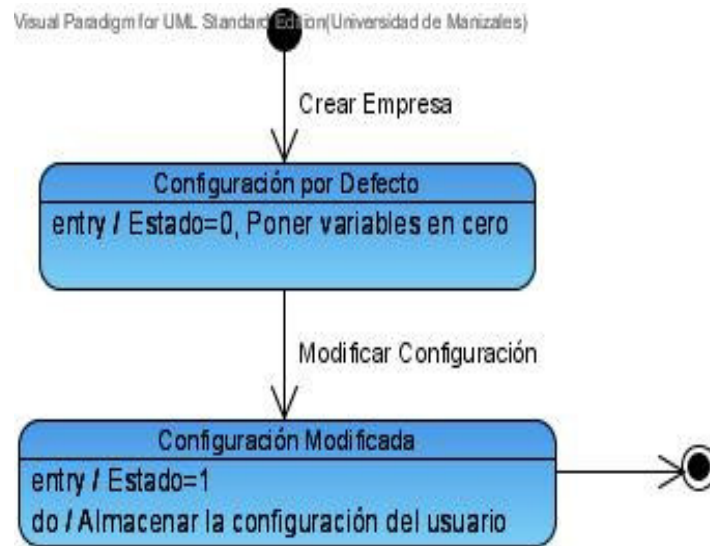 Visual Paradigm for UML Standard Edition(Universidad de Manizales)
Crear Empresa
Configuración por Defecto
entry / Estado=0, Poner variables en cero
Modificar Configuración
Configuración Modificada
entry / Estado=1
do / Almacenar la configuración del usuario